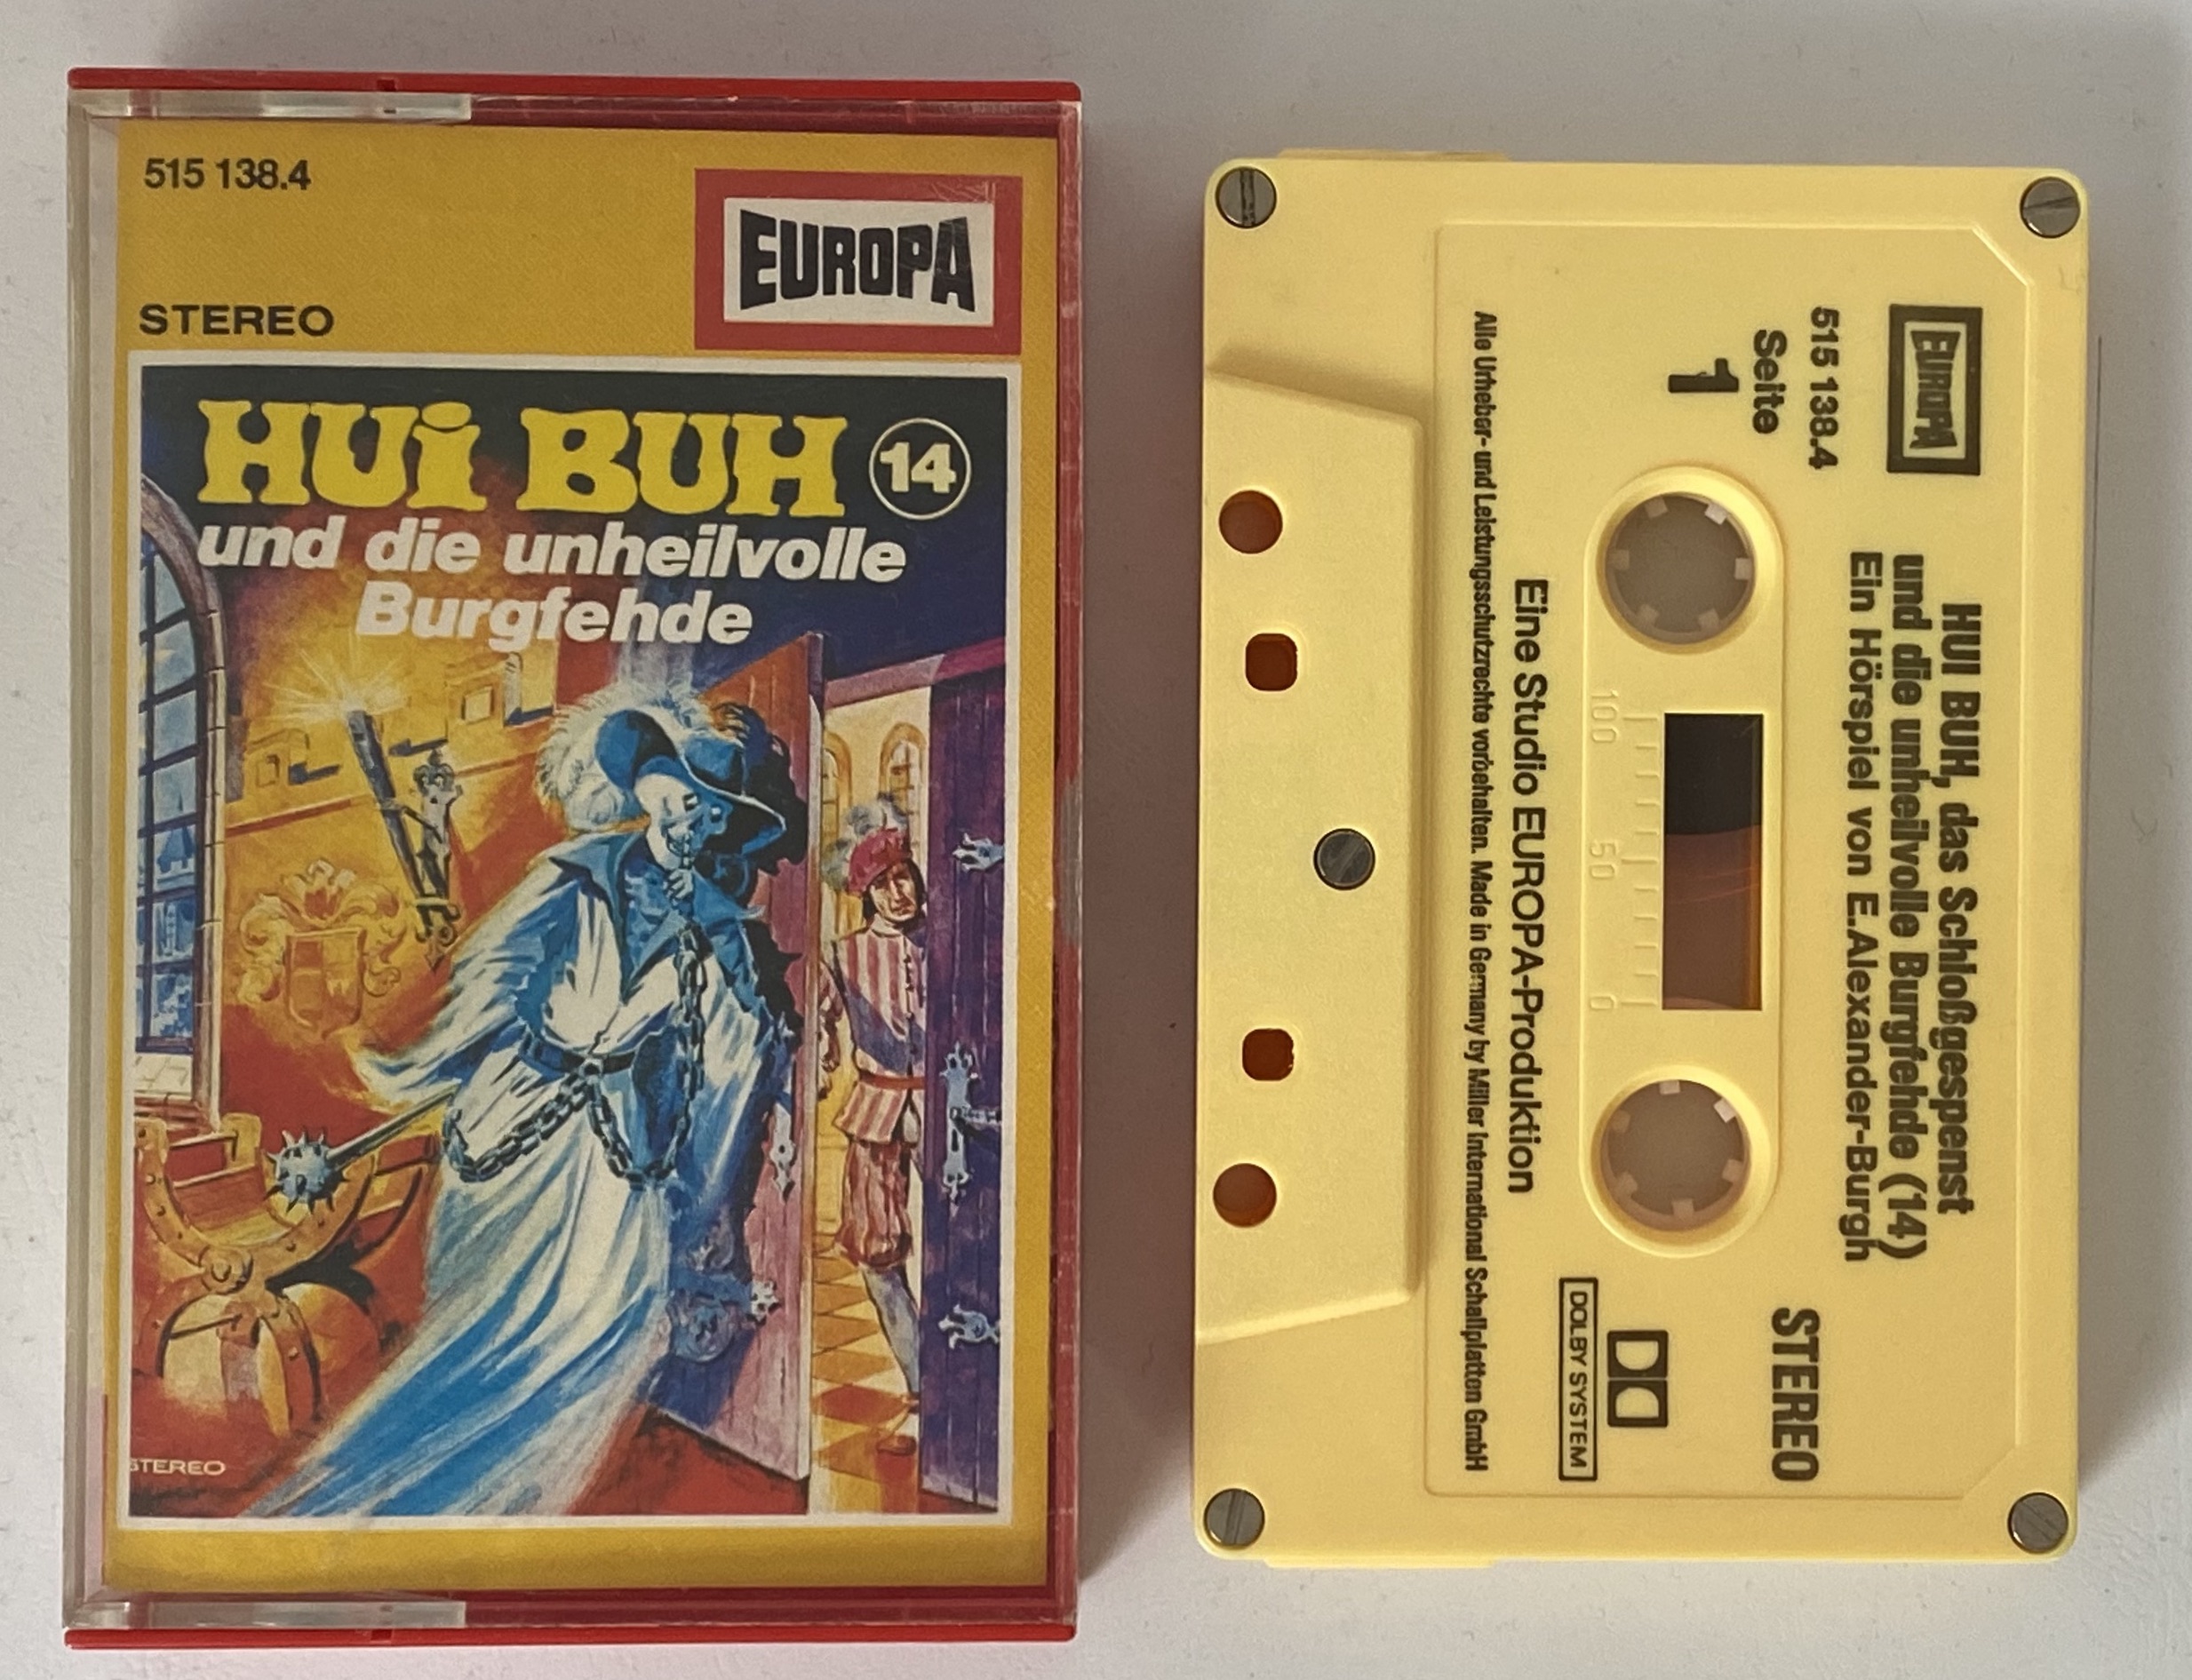 515 138.4
EUROPA
STEREO
HUi BUH 14
und die unheilvolle
Burgfehde
STEREO
EUROPA
515 138.4
Seite
1
HUI BUH, das Schloßgespenst
und die unheilvolle Burgfehde (14)
Ein Hörspiel von E.Alexander-Burgh
STEREO
DOLBY SYSTEM
100 50 0
Eine Studio EUROPA-Produktion
Alle Urheber- und Leistungsschutzrechte vorbehalten. Made in Germany by Miller International Schallplatten GmbH